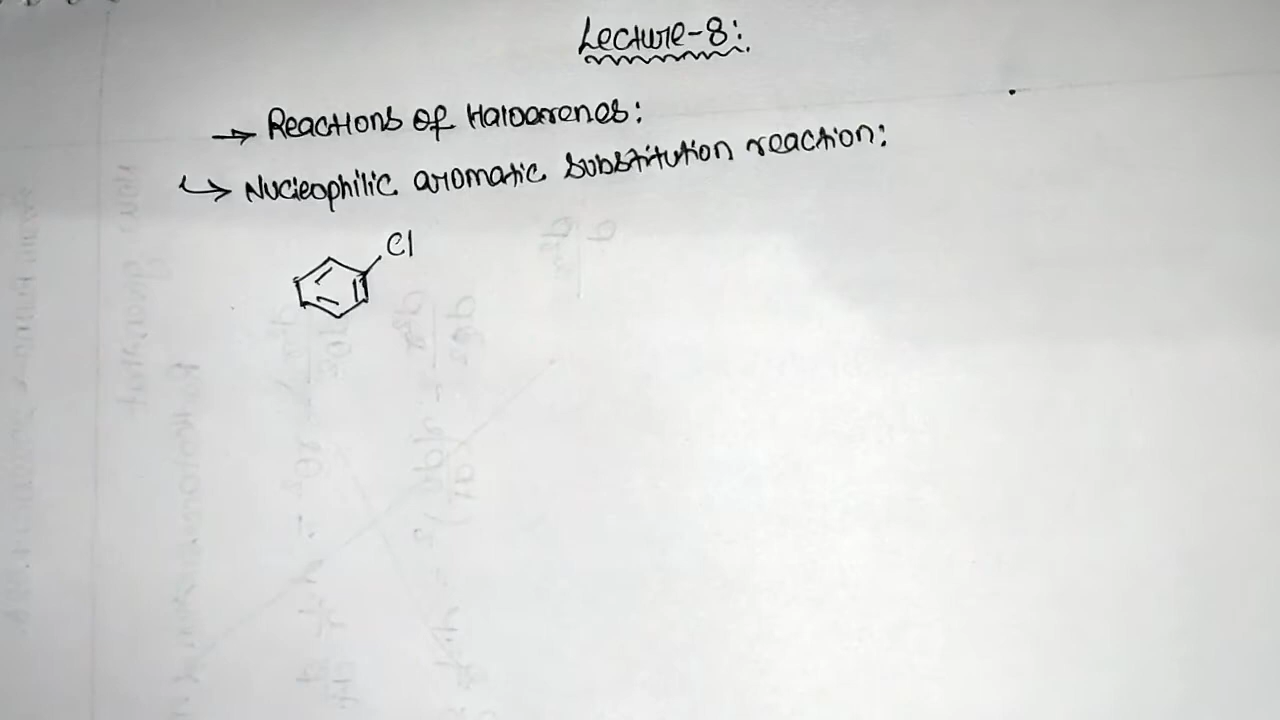 Lecture-8:
→ Reactions of Haloarenes:
↳ Nucleophilic aromatic substitution reaction:
Cl